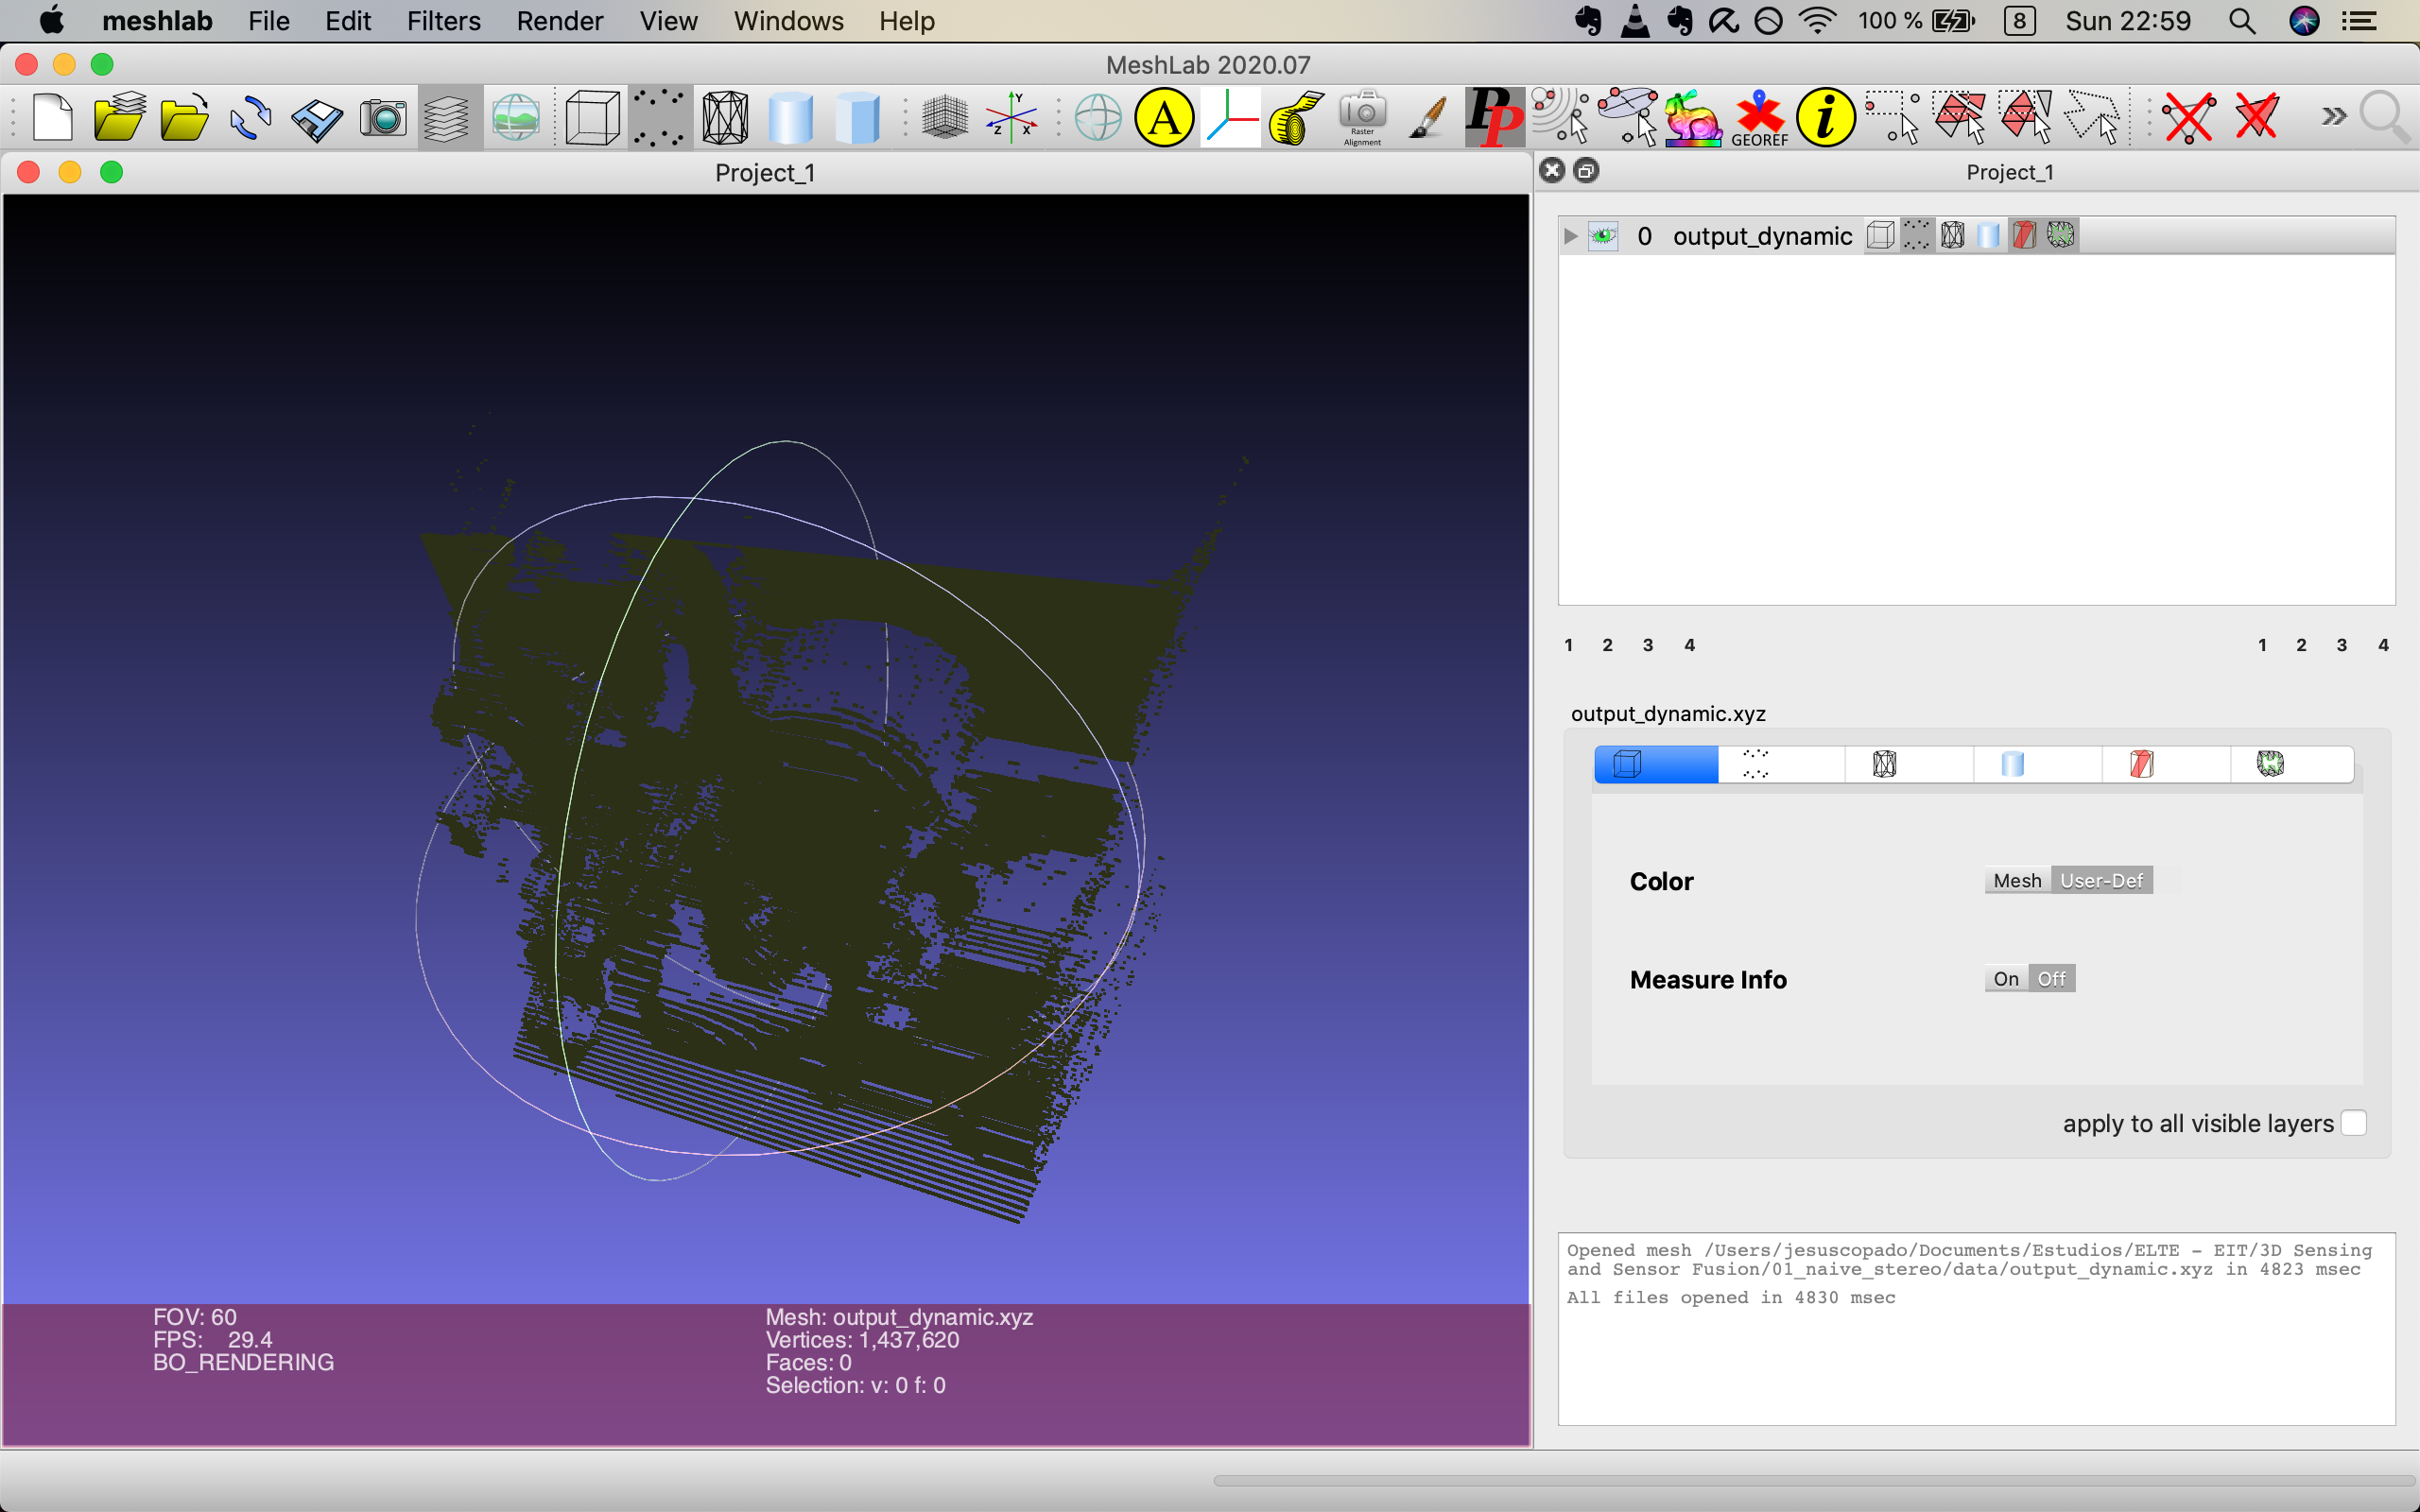 meshlab File Edit Filters Render View Windows Help 100 % 8 Sun 22:59
MeshLab 2020.07
A Y Z X Raster Alignment PP GEOREF i
Project_1
Project_1
0 output_dynamic
1 2 3 4 1 2 3 4
output_dynamic.xyz
Color Mesh User-Def
Measure Info On Off
apply to all visible layers
Opened mesh /Users/jesuscopado/Documents/Estudios/ELTE - EIT/3D Sensing
and Sensor Fusion/01_naive_stereo/data/output_dynamic.xyz in 4823 msec
All files opened in 4830 msec
FOV: 60
FPS: 29.4
BO_RENDERING
Mesh: output_dynamic.xyz
Vertices: 1,437,620
Faces: 0
Selection: v: 0 f: 0